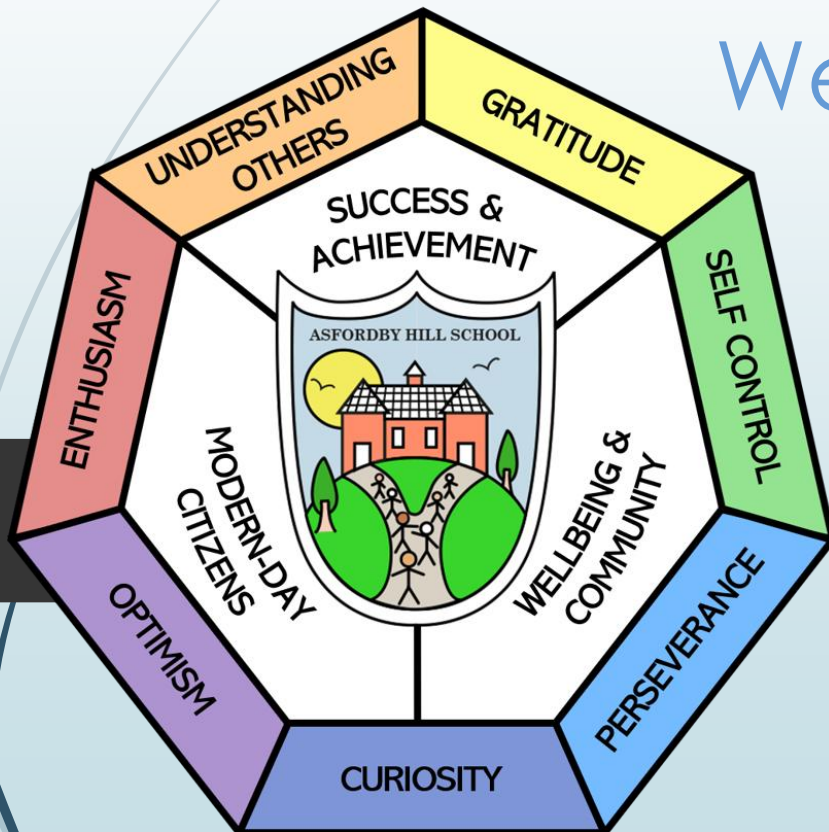 We
UNDERSTANDING
OTHERS
GRATITUDE
SUCCESS &
ACHIEVEMENT
SELF CONTROL
ENTHUSIASM
ASFORDBY HILL SCHOOL
MODERN-DAY
CITIZENS
WELLBEING &
COMMUNITY
OPTIMISM
PERSEVERANCE
CURIOSITY